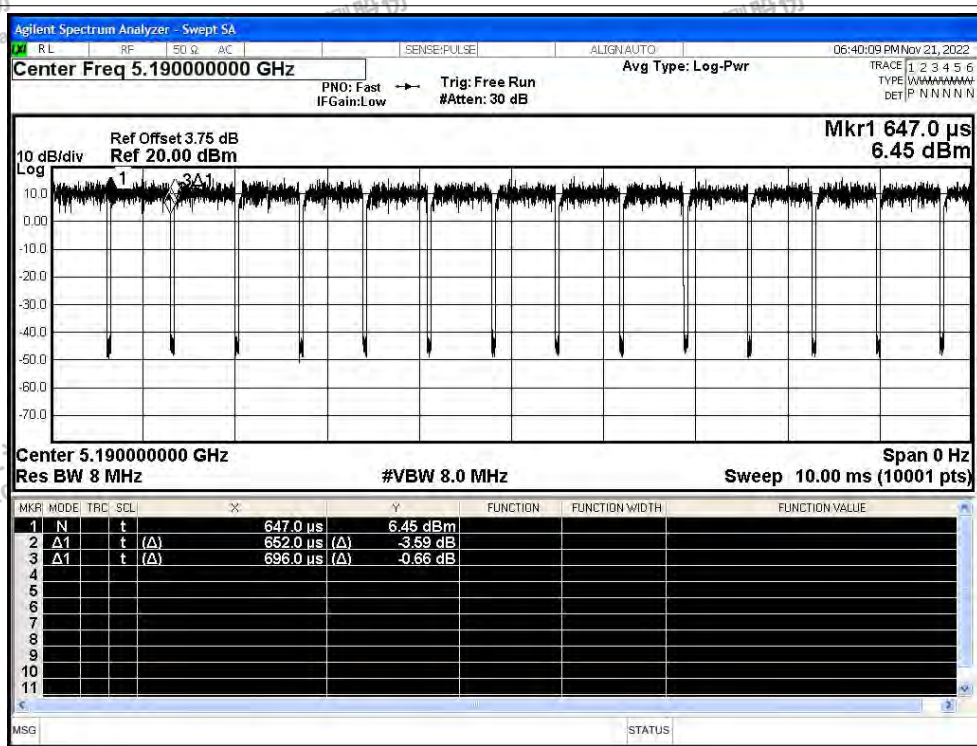 Agilent Spectrum Analyzer - Swept SA
RL RF 50 Ω AC SENSE:PULSE ALIGN AUTO 06:40:09 PM Nov 21, 2022
Center Freq 5.190000000 GHz
PNO: Fast
IFGain:Low
Trig: Free Run
#Atten: 30 dB
Avg Type: Log-Pwr
TRACE 1 2 3 4 5 6
TYPE
DET P N N N N N
Mkr1 647.0 µs
6.45 dBm
Ref Offset 3.75 dB
10 dB/div Ref 20.00 dBm
Log
1 3Δ1
10.0
0.00
-10.0
-20.0
-30.0
-40.0
-50.0
-60.0
-70.0
Center 5.190000000 GHz Span 0 Hz
Res BW 8 MHz #VBW 8.0 MHz Sweep 10.00 ms (10001 pts)
MKR MODE TRC SCL X Y FUNCTION FUNCTION WIDTH FUNCTION VALUE
1 N t 647.0 µs 6.45 dBm
2 Δ1 t (Δ) 652.0 µs (Δ) -3.59 dB
3 Δ1 t (Δ) 696.0 µs (Δ) -0.66 dB
4
5
6
7
8
9
10
11
MSG STATUS